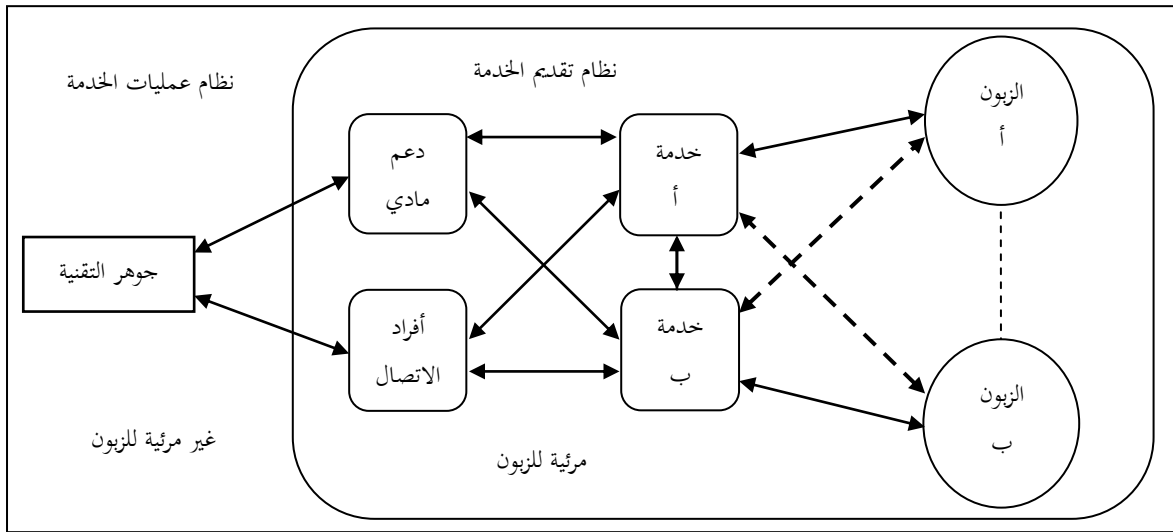 نظام عمليات الخدمة
نظام تقديم الخدمة
الزبون
أ
دعم
مادي
خدمة
أ
جوهر التقنية
أفراد
الاتصال
خدمة
ب
الزبون
ب
غير مرئية للزبون
مرئية للزبون